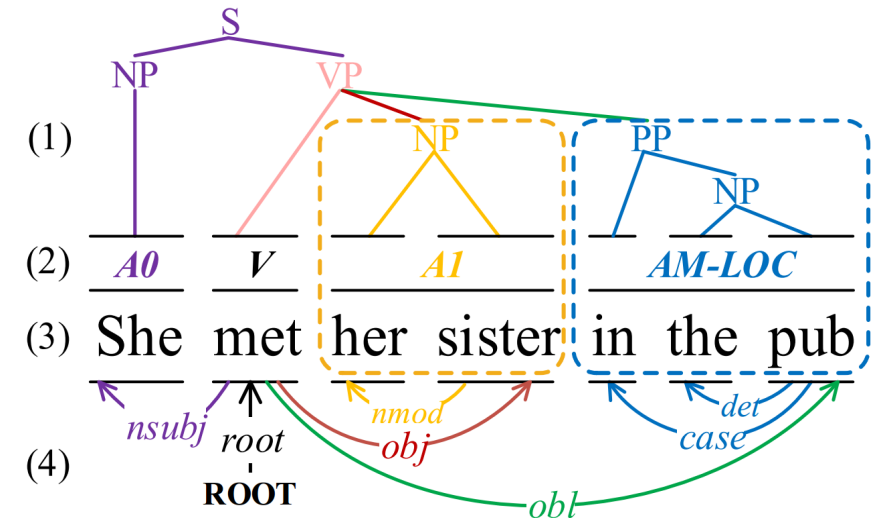 S
NP VP
(1) NP PP
NP
(2) A0 V A1 AM-LOC
(3) She met her sister in the pub
nsubj root nmod obj det
case
(4) ROOT
obl